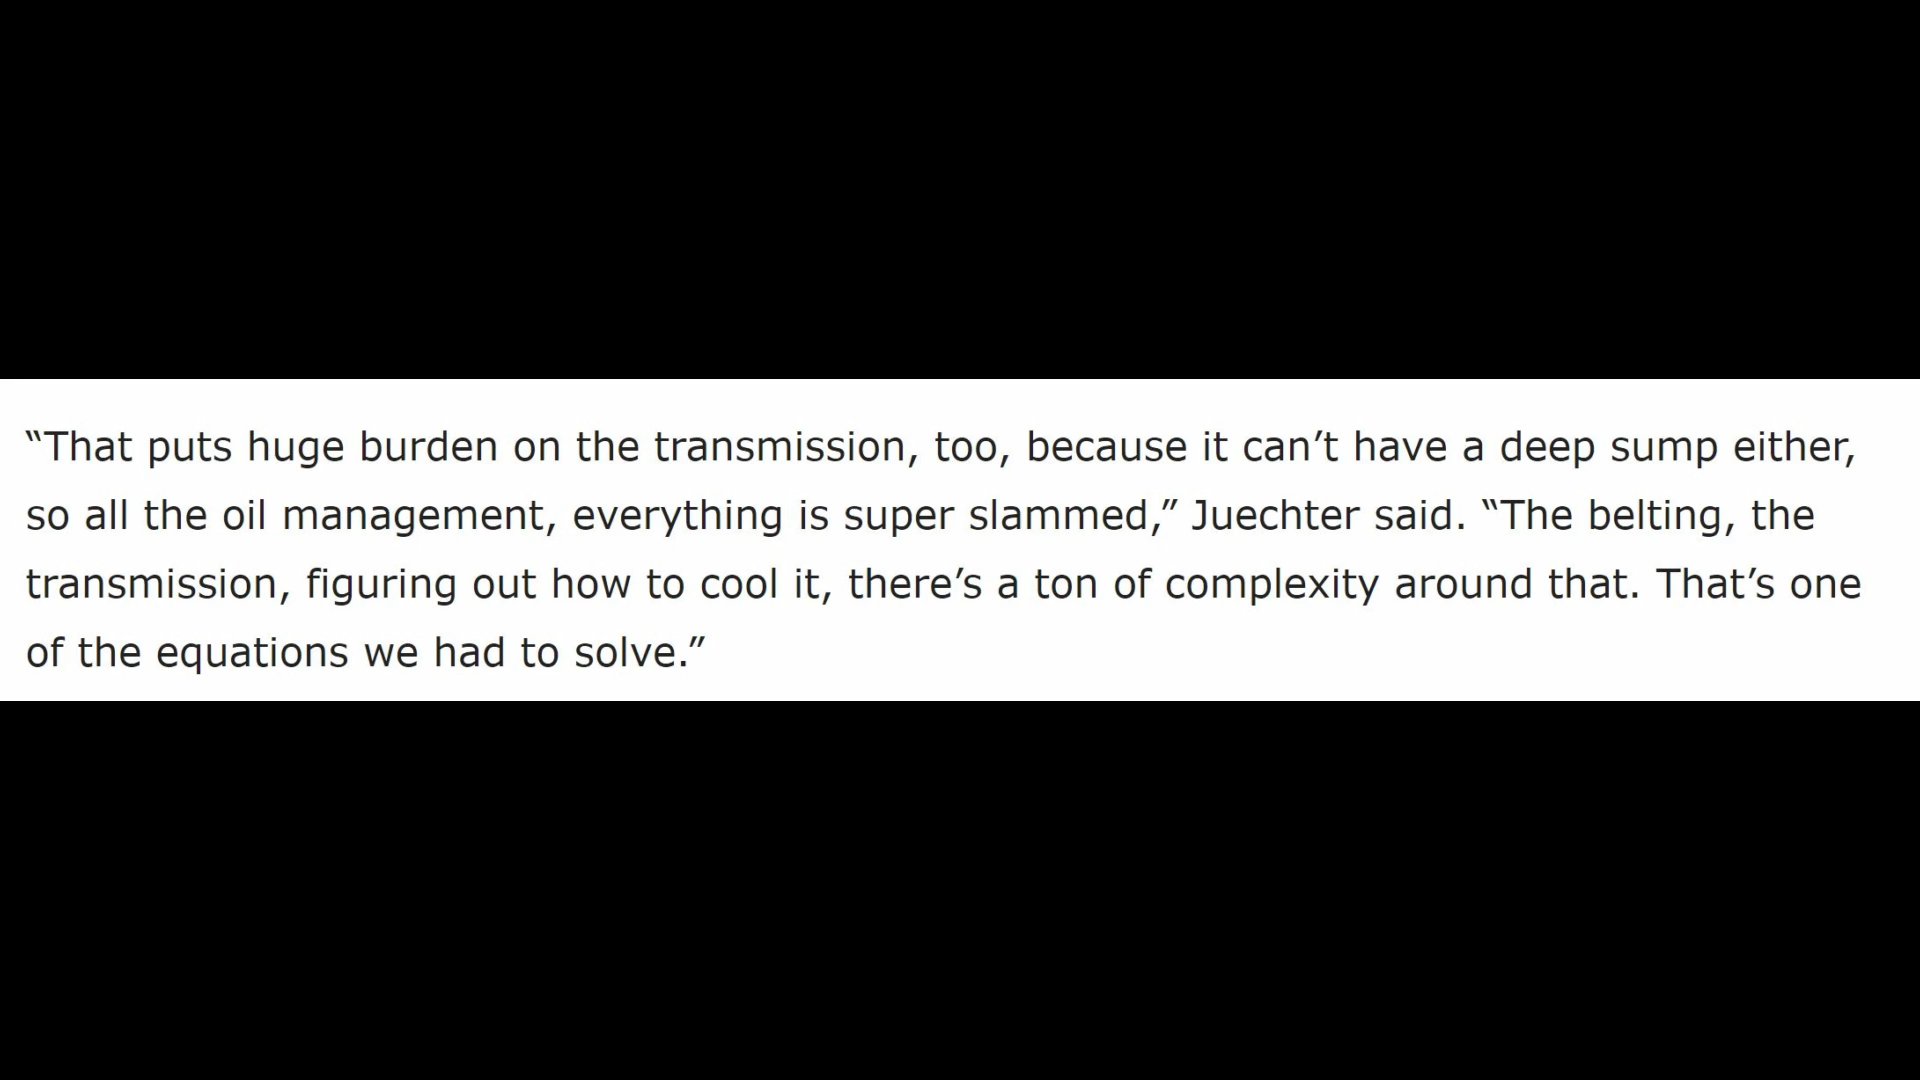 “That puts huge burden on the transmission, too, because it can’t have a deep sump either,
so all the oil management, everything is super slammed,” Juechter said. “The belting, the
transmission, figuring out how to cool it, there’s a ton of complexity around that. That’s one
of the equations we had to solve.”